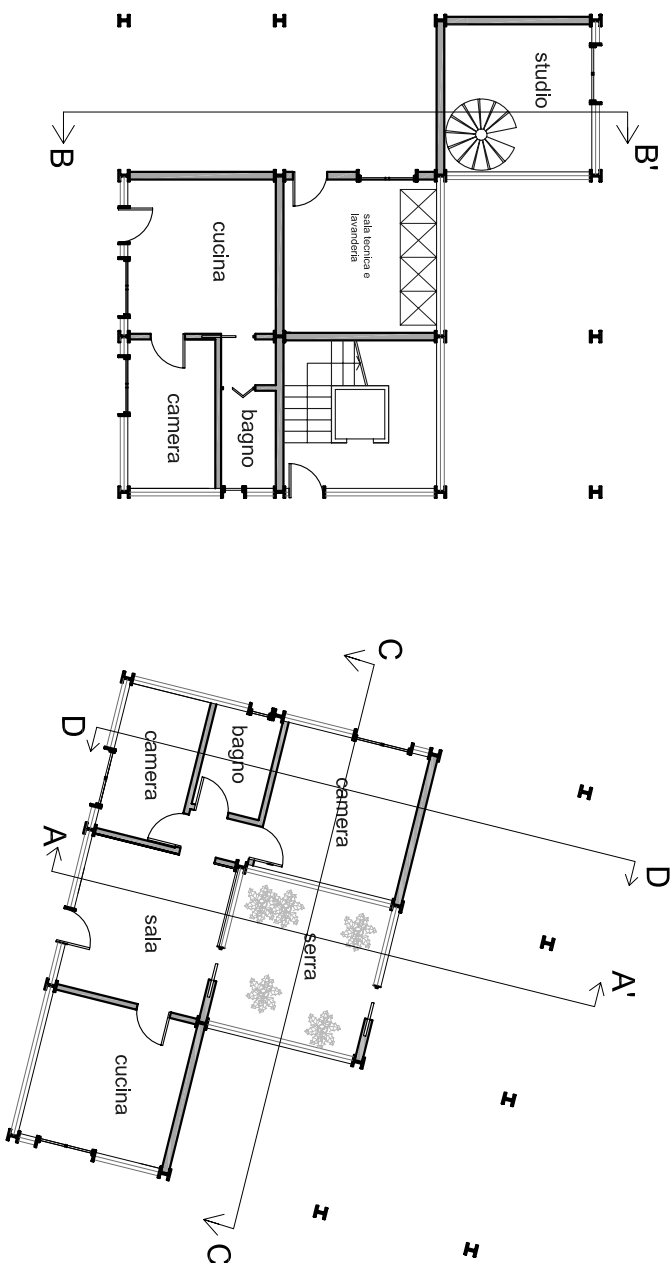 studio
B
B'
sala tecnica e
lavanderia
cucina
camera
bagno
C
D
bagno
camera
camera
D
A
sala
serra
A'
cucina
C